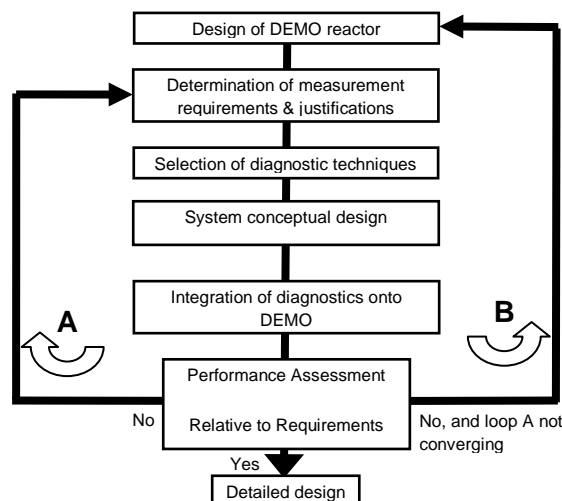 Design of DEMO reactor
Determination of measurement
requirements & justifications
Selection of diagnostic techniques
System conceptual design
Integration of diagnostics onto
DEMO
A
B
Performance Assessment
Relative to Requirements
No
No, and loop A not
converging
Yes
Detailed design